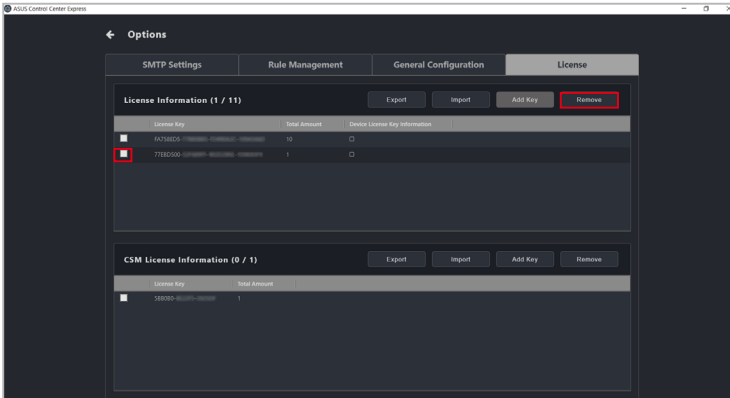 ASUS Control Center Express
Options
SMTP Settings Rule Management General Configuration License
License Information (1 / 11) Export Import Add Key Remove
License Key Total Amount Device License Key Information
FA758ED5 10
77EBD500 1
CSM License Information (0 / 1) Export Import Add Key Remove
License Key Total Amount
1